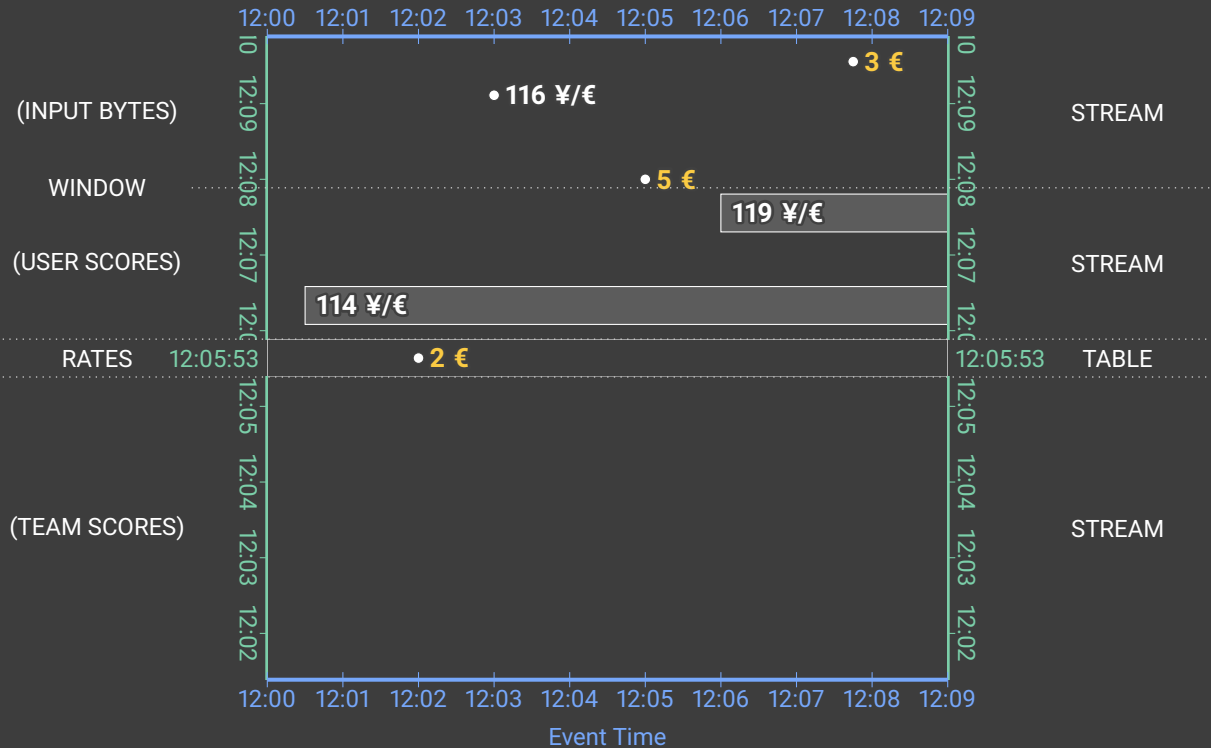 12:00 12:01 12:02 12:03 12:04 12:05 12:06 12:07 12:08 12:09
3 €
116 ¥/€
(INPUT BYTES) 12:09 12:09 STREAM
5 €
WINDOW 12:08 12:08
119 ¥/€
(USER SCORES) 12:07 12:07 STREAM
114 ¥/€
RATES 12:05:53 2 € 12:05:53 TABLE
12:05 12:05
12:04 12:04
(TEAM SCORES) STREAM
12:03 12:03
12:02 12:02
12:00 12:01 12:02 12:03 12:04 12:05 12:06 12:07 12:08 12:09
Event Time